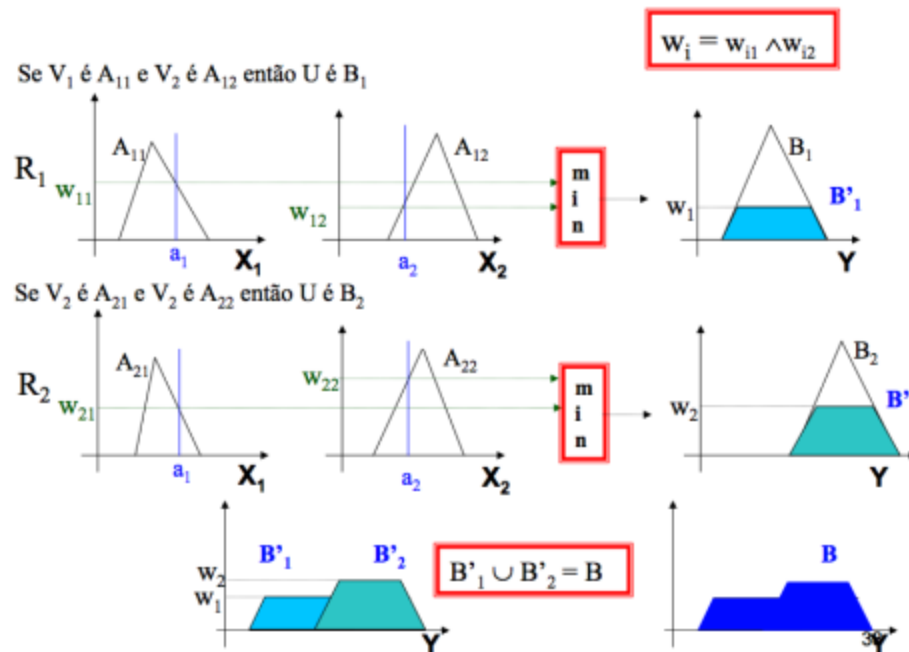 wᵢ = wᵢ₁ ∧wᵢ₂
Se V₁ é A₁₁ e V₂ é A₁₂ então U é B₁
R₁
A₁₁
w₁₁
a₁
X₁
A₁₂
w₁₂
a₂
X₂
m
i
n
B₁
w₁
B'₁
Y
Se V₂ é A₂₁ e V₂ é A₂₂ então U é B₂
R₂
A₂₁
w₂₁
a₁
X₁
A₂₂
w₂₂
a₂
X₂
m
i
n
B₂
w₂
B'
Y
B'₁
B'₂
w₂
w₁
Y
B'₁ ∪ B'₂ = B
B
Y